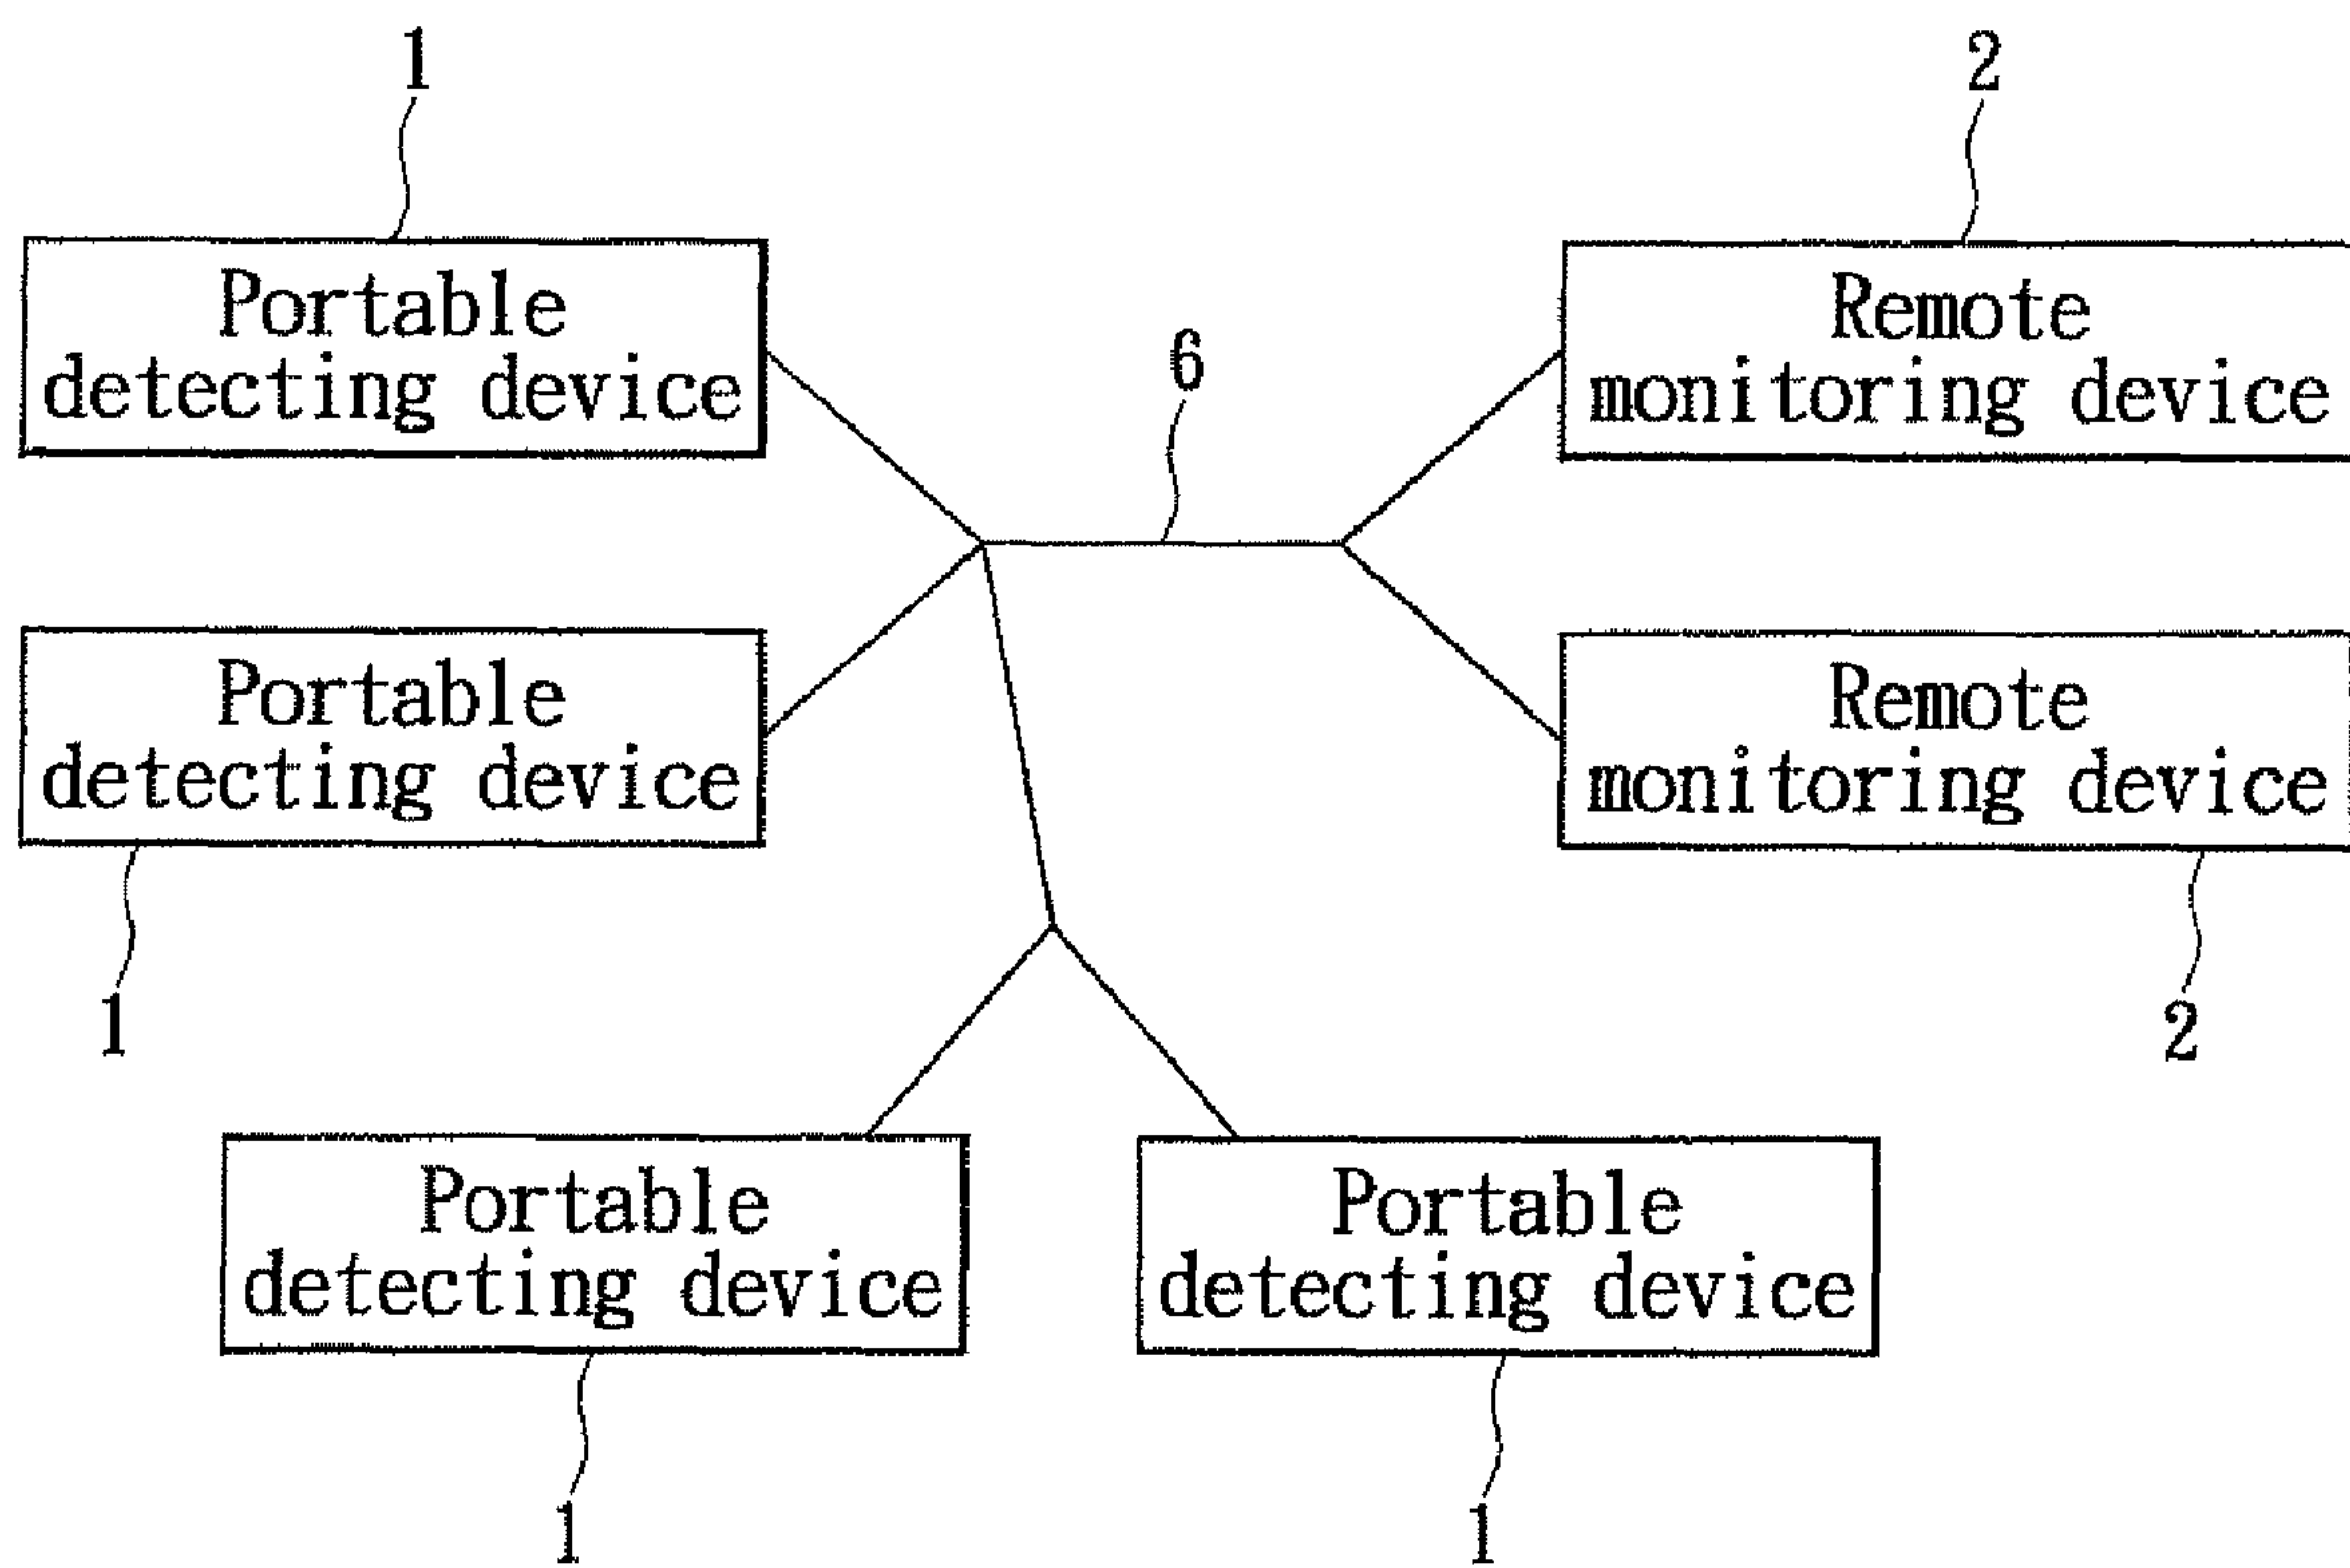 1
2
Portable
detecting device
Remote
monitoring device
6
Portable
detecting device
Remote
monitoring device
1
2
Portable
detecting device
Portable
detecting device
1
1